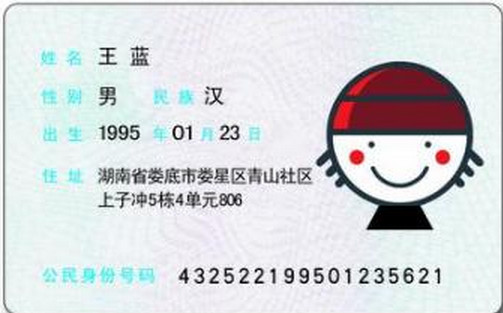 姓 名 王 蓝
性 别 男 民 族 汉
出 生 1995 年 01 月 23 日
住 址 湖南省娄底市娄星区青山社区
上子冲5栋4单元806
公民身份号码 432522199501235621